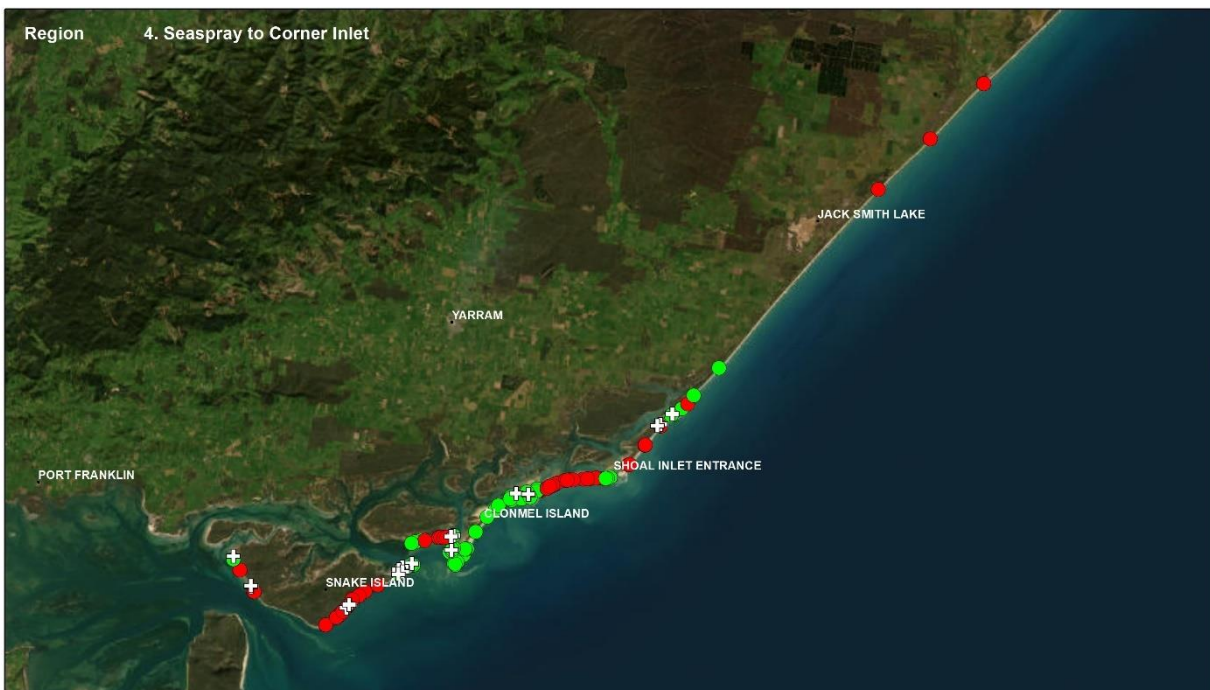 Region 4. Seaspray to Corner Inlet
JACK SMITH LAKE
YARRAM
SHOAL INLET ENTRANCE
PORT FRANKLIN
CLONMEL ISLAND
SNAKE ISLAND